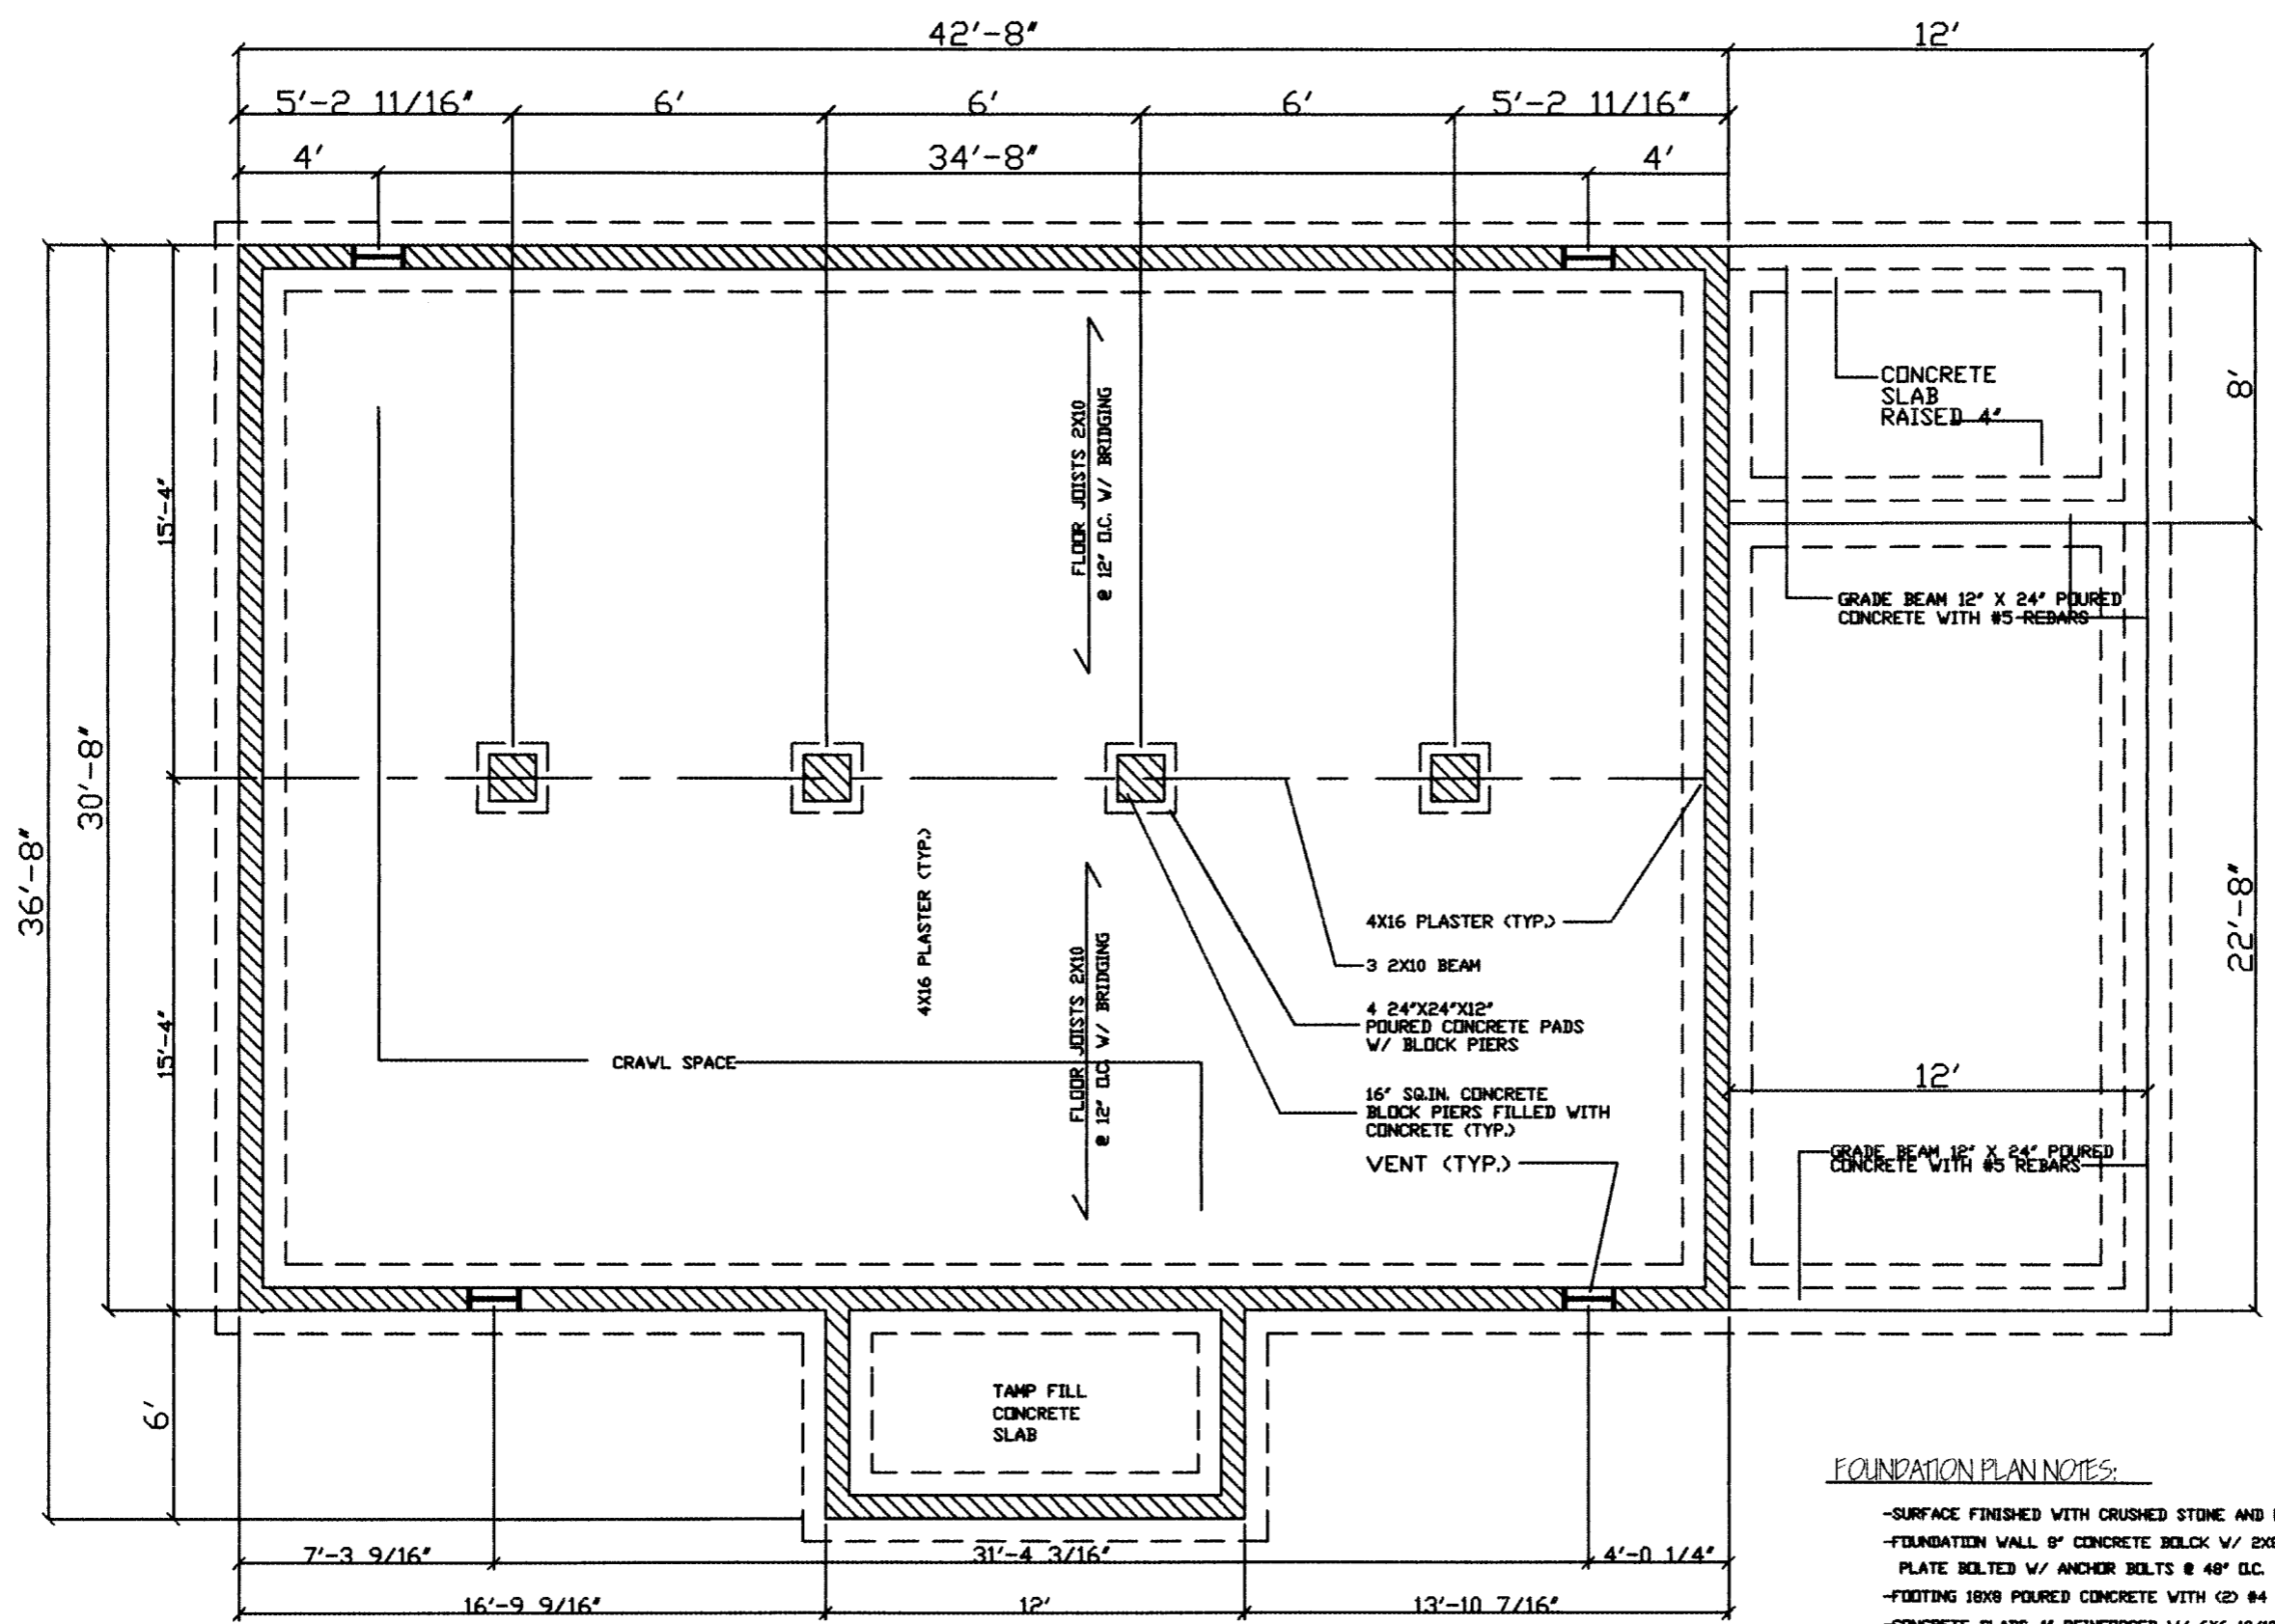 42'-8"
12'
5'-2 11/16"
6'
6'
6'
5'-2 11/16"
4'
34'-8"
4'
36'-8"
30'-8"
15'-4"
15'-4"
6'
FLOOR JOISTS 2X10
@ 12" O.C. W/ BRIDGING
CONCRETE
SLAB
RAISED 4"
8'
GRADE BEAM 12" X 24" POURED
CONCRETE WITH #5 REBARS
4X16 PLASTER (TYP.)
FLOOR JOISTS 2X10
@ 12" O.C. W/ BRIDGING
4X16 PLASTER (TYP.)
3 2X10 BEAM
4 24"X24"X12"
POURED CONCRETE PADS
W/ BLOCK PIERS
16" SQ.IN. CONCRETE
BLOCK PIERS FILLED WITH
CONCRETE (TYP.)
VENT (TYP.)
CRAWL SPACE
22'-8"
12'
GRADE BEAM 12" X 24" POURED
CONCRETE WITH #5 REBARS
TAMP FILL
CONCRETE
SLAB
7'-3 9/16"
31'-4 3/16"
4'-0 1/4"
16'-9 9/16"
12'
13'-10 7/16"
FOUNDATION PLAN NOTES:
-SURFACE FINISHED WITH CRUSHED STONE AND
-FOUNDATION WALL 8" CONCRETE BOLCK W/
PLATE BOLTED W/ ANCHOR BOLTS @ 48" O.C.
-FOOTING 18X8 POURED CONCRETE WITH (2) #4